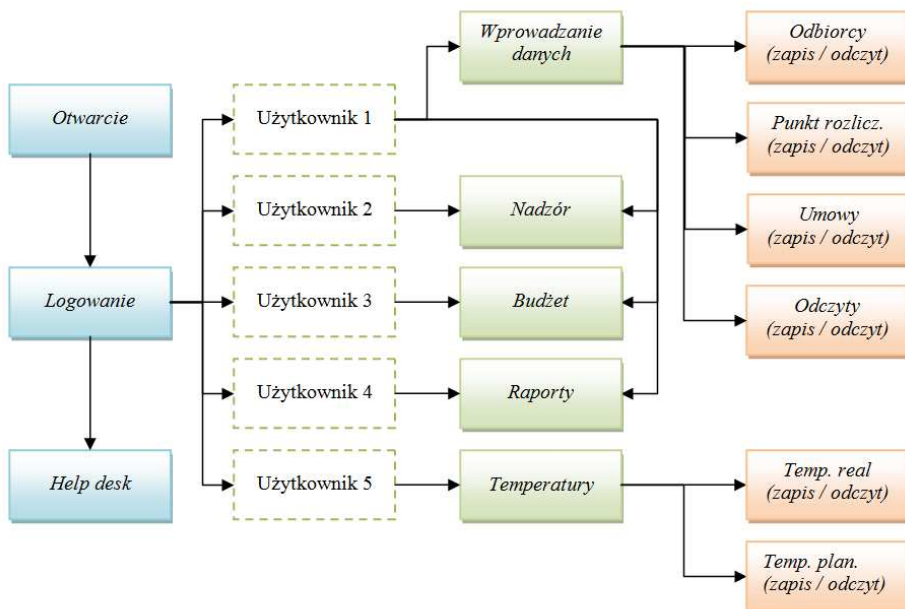 Otwarcie
Logowanie
Help desk
Użytkownik 1
Użytkownik 2
Użytkownik 3
Użytkownik 4
Użytkownik 5
Wprowadzanie
danych
Nadzór
Budżet
Raporty
Temperatury
Odbiorcy
(zapis / odczyt)
Punkt rozlicz.
(zapis / odczyt)
Umowy
(zapis / odczyt)
Odczyty
(zapis / odczyt)
Temp. real
(zapis / odczyt)
Temp. plan.
(zapis / odczyt)